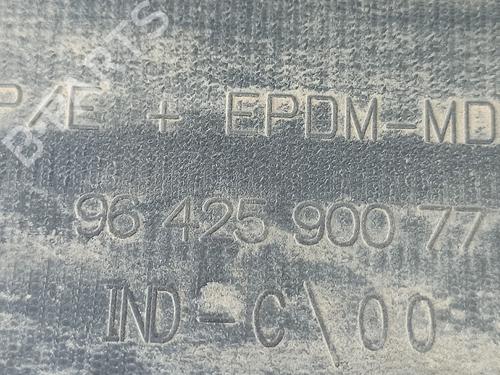 P/E + EPDM-MD
96 425 900 77
IND-C\00